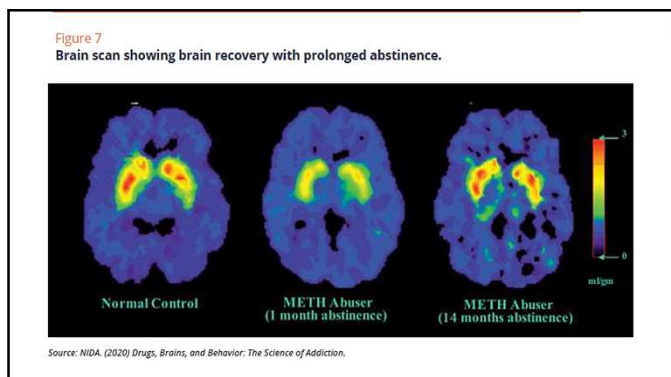 Figure 7
Brain scan showing brain recovery with prolonged abstinence.
3
0
ml/gm
Normal Control
METH Abuser
(1 month abstinence)
METH Abuser
(14 months abstinence)
Source: NIDA. (2020) Drugs, Brains, and Behavior: The Science of Addiction.